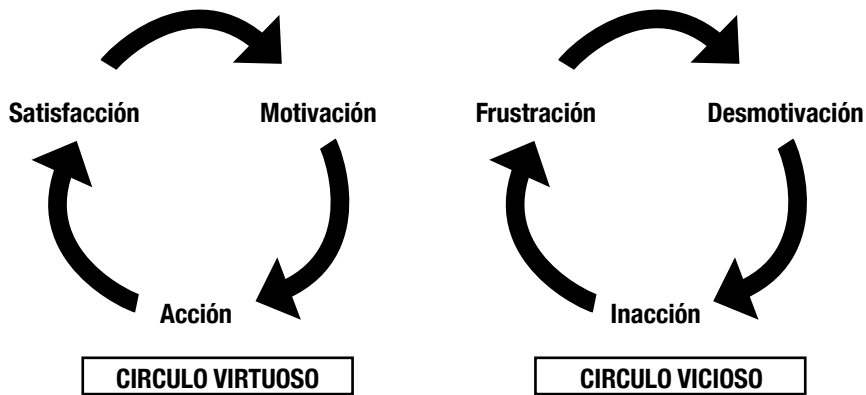 Satisfacción
Motivación
Acción
CIRCULO VIRTUOSO
Frustración
Desmotivación
Inacción
CIRCULO VICIOSO